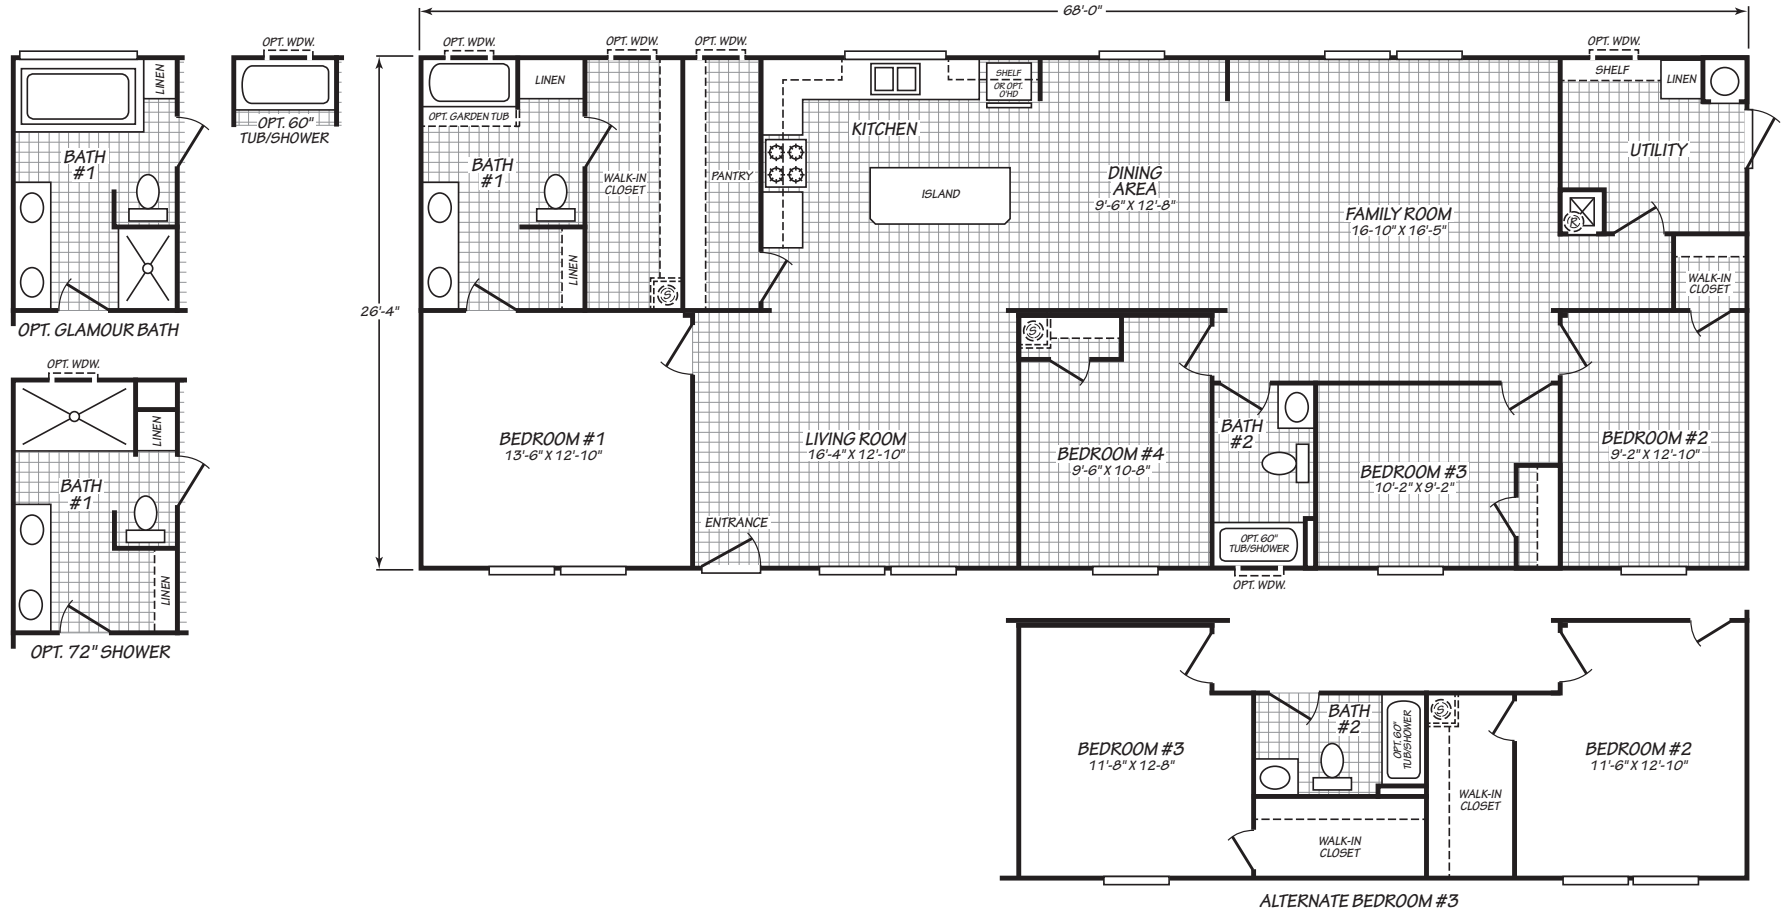 68'-0"
OPT. WDW.
LINEN
BATH
#1
OPT. GLAMOUR BATH
OPT. WDW.
OPT. 60"
TUB/SHOWER
OPT. WDW.
LINEN
BATH
#1
LINEN
OPT. 72" SHOWER
26'-4"
OPT. WDW.
OPT. WDW.
OPT. WDW.
LINEN
OPT. GARDEN TUB
BATH
#1
LINEN
WALK-IN
CLOSET
S
PANTRY
KITCHEN
SHELF
OR OPT.
O'HD
ISLAND
DINING
AREA
9'-6" X 12'-8"
FAMILY ROOM
16'-10" X 16'-5"
SHELF
LINEN
UTILITY
R
WALK-IN
CLOSET
BEDROOM #1
13'-6" X 12'-10"
LIVING ROOM
16'-4" X 12'-10"
ENTRANCE
S
BEDROOM #4
9'-6" X 10'-8"
BATH
#2
OPT. 60"
TUB/SHOWER
OPT. WDW.
BEDROOM #3
10'-2" X 9'-2"
BEDROOM #2
9'-2" X 12'-10"
BEDROOM #3
11'-8" X 12'-8"
BATH
#2
OPT. 60"
TUB/SHOWER
S
WALK-IN
CLOSET
WALK-IN
CLOSET
BEDROOM #2
11'-6" X 12'-10"
ALTERNATE BEDROOM #3